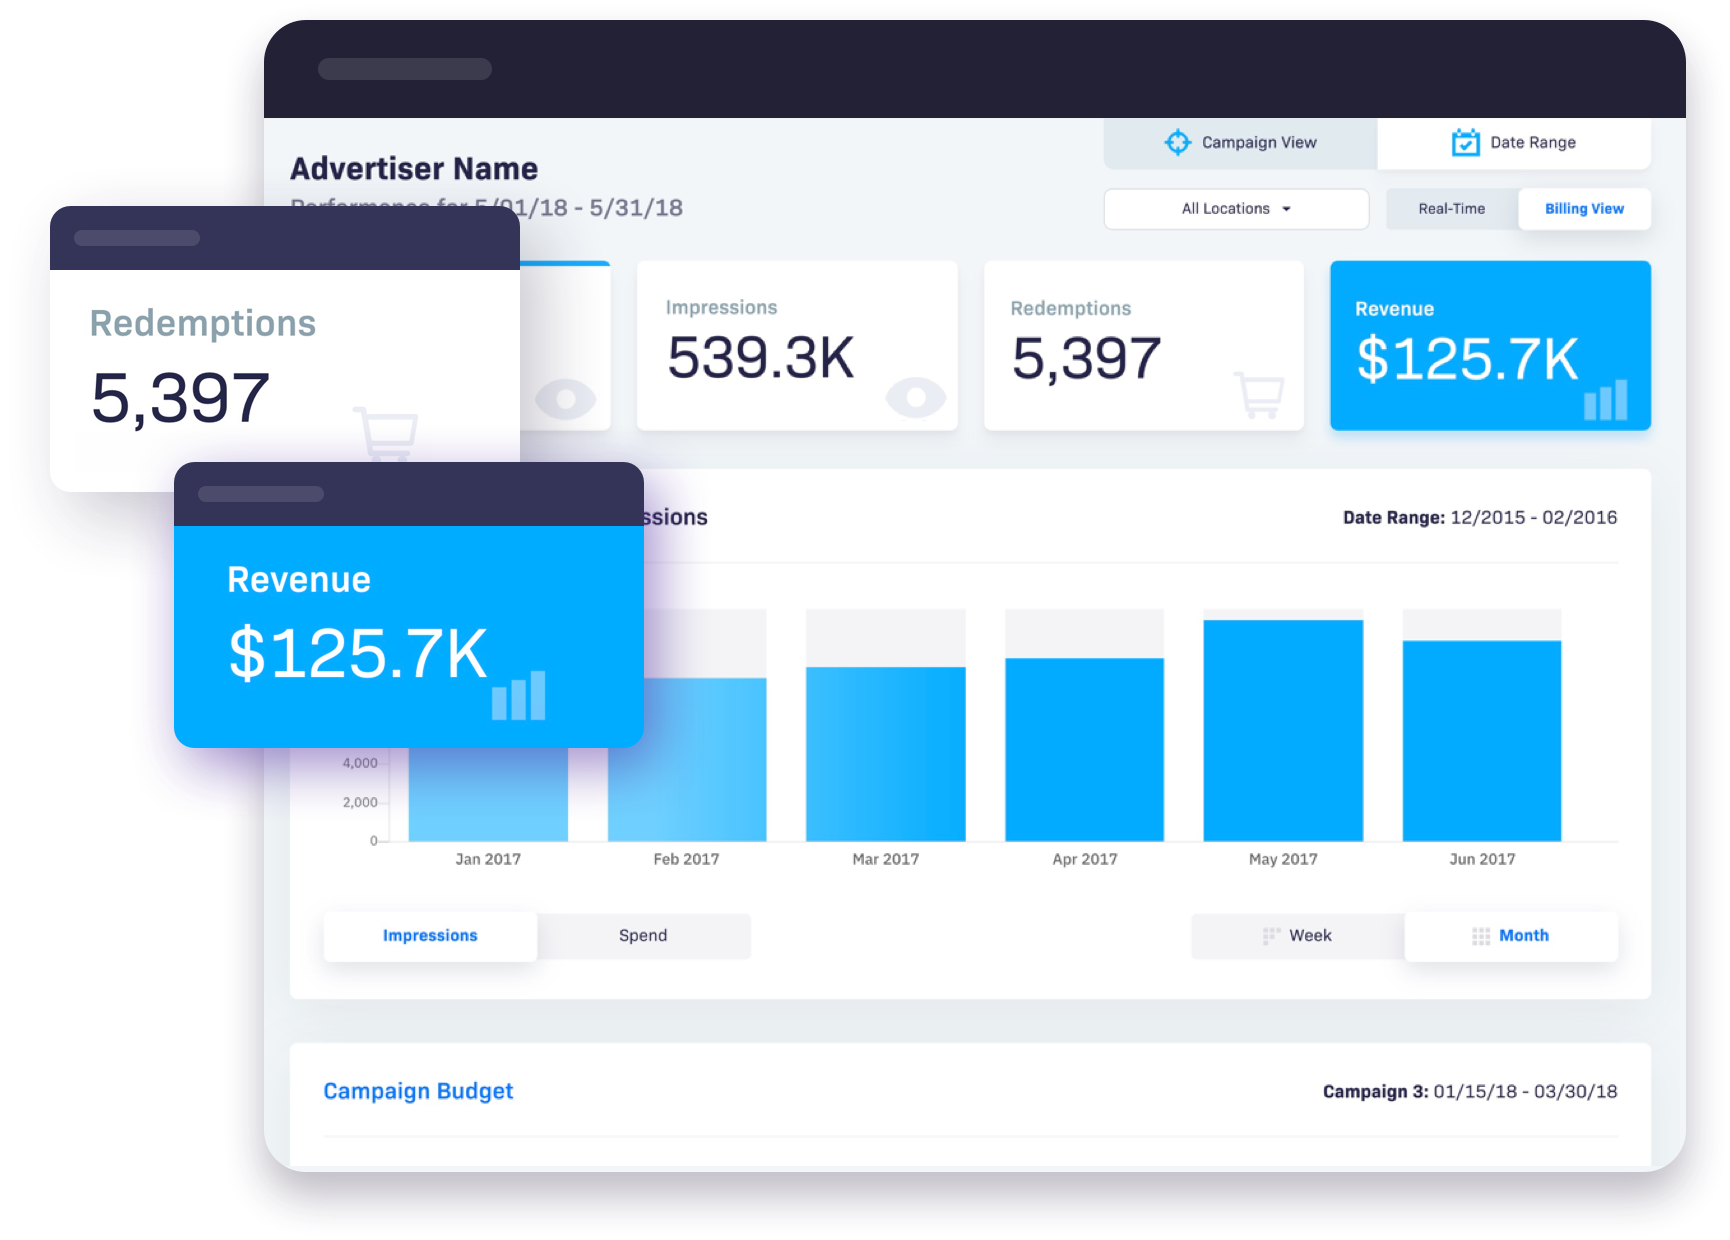 Campaign View
Date Range
Advertiser Name
Performance for 5/01/18 - 5/31/18
All Locations
Real-Time
Billing View
Redemptions
5,397
Impressions
539.3K
Redemptions
5,397
Revenue
$125.7K
Revenue
$125.7K
ssions
Date Range: 12/2015 - 02/2016
4,000
2,000
0
Jan 2017
Feb 2017
Mar 2017
Apr 2017
May 2017
Jun 2017
Impressions
Spend
Week
Month
Campaign Budget
Campaign 3: 01/15/18 - 03/30/18